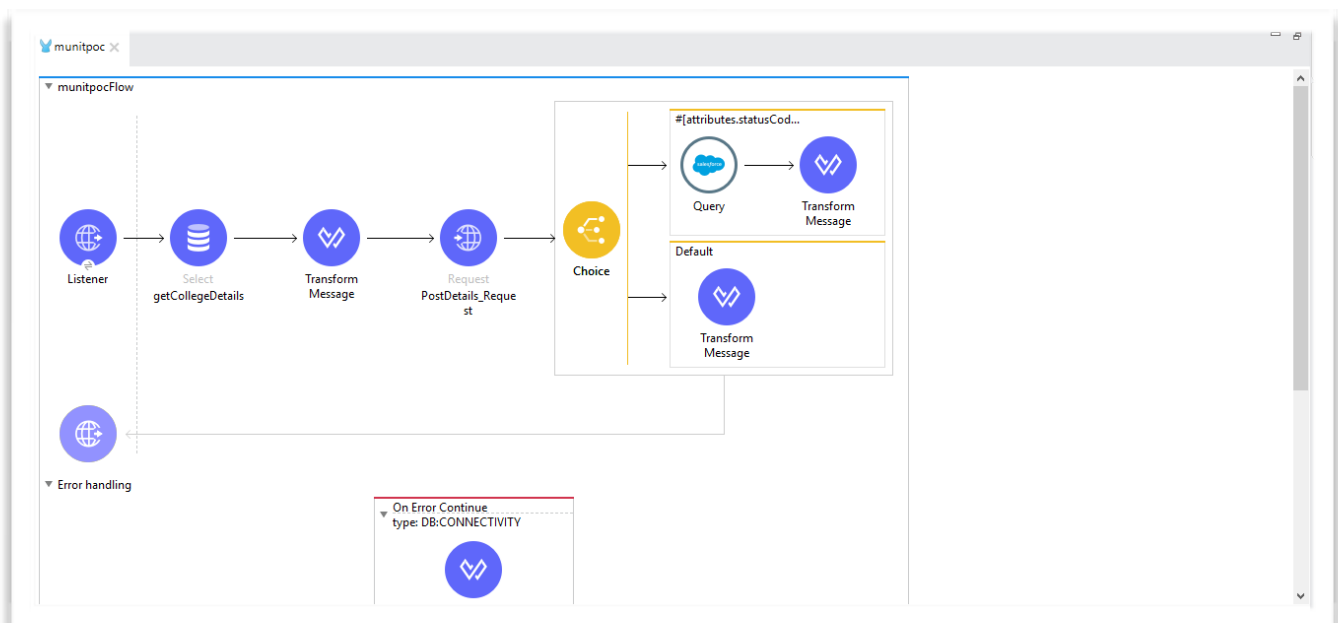 munitpoc
munitpocFlow
#[attributes.statusCod...
salesforce
Query
Transform
Message
Listener
Select
getCollegeDetails
Transform
Message
Request
PostDetails_Reque
st
Choice
Default
Transform
Message
Error handling
On Error Continue
type: DB:CONNECTIVITY